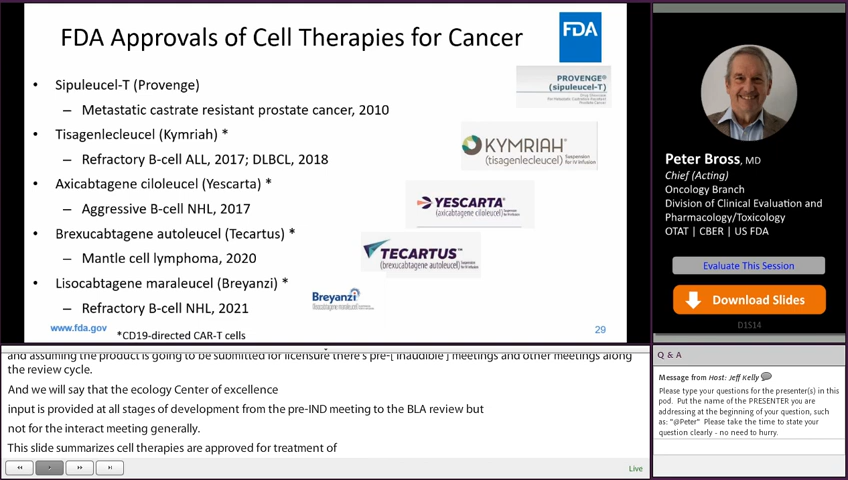 FDA Approvals of Cell Therapies for Cancer
FDA
• Sipuleucel-T (Provenge)
– Metastatic castrate resistant prostate cancer, 2010
• Tisagenlecleucel (Kymriah) *
– Refractory B-cell ALL, 2017; DLBCL, 2018
• Axicabtagene ciloleucel (Yescarta) *
– Aggressive B-cell NHL, 2017
• Brexucabtagene autoleucel (Tecartus) *
– Mantle cell lymphoma, 2020
• Lisocabtagene maraleucel (Breyanzi) *
– Refractory B-cell NHL, 2021
PROVENGE®
(sipuleucel-T)
KYMRIAH®
(tisagenlecleucel) Suspension for IV Infusion
YESCARTA®
(axicabtagene ciloleucel)
TECARTUS™
(brexucabtagene autoleucel)
Breyanzi
www.fda.gov
*CD19-directed CAR-T cells
29
Peter Bross, MD
Chief (Acting)
Oncology Branch
Division of Clinical Evaluation and
Pharmacology/Toxicology
OTAT | CBER | US FDA
Evaluate This Session
Download Slides
D1S14
and assuming the product is going to be submitted for licensure there's pre-[ inaudible ] meetings and other meetings along
the review cycle.
And we will say that the ecology Center of excellence
input is provided at all stages of development from the pre-IND meeting to the BLA review but
not for the interact meeting generally.
This slide summarizes cell therapies are approved for treatment of
Live
Q & A
Message from Host: Jeff Kelly
Please type your questions for the presenter(s) in this
pod. Put the name of the PRESENTER you are
addressing at the beginning of your question, such
as: "@Peter" Please take the time to state your
question clearly - no need to hurry.